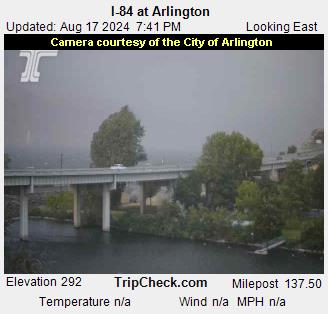 I-84 at Arlington
Updated: Aug 17 2024 7:41 PM Looking East
Camera courtesy of the City of Arlington
Elevation 292 TripCheck.com Milepost 137.50
Temperature n/a Wind n/a MPH n/a